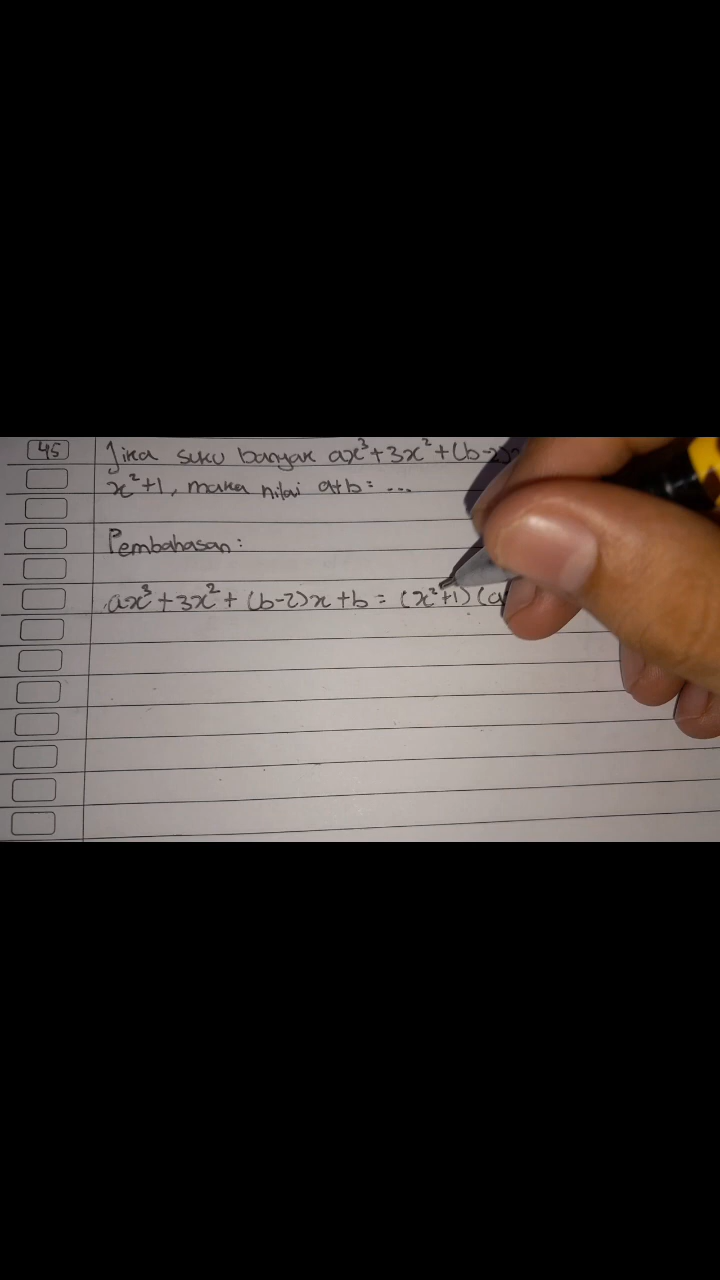 45 Jika suku banyak ax³+3x²+(b-2)
x²+1, maka nilai a+b= ...
Pembahasan:
ax³+3x²+(b-2)x+b = (x²+1)(a